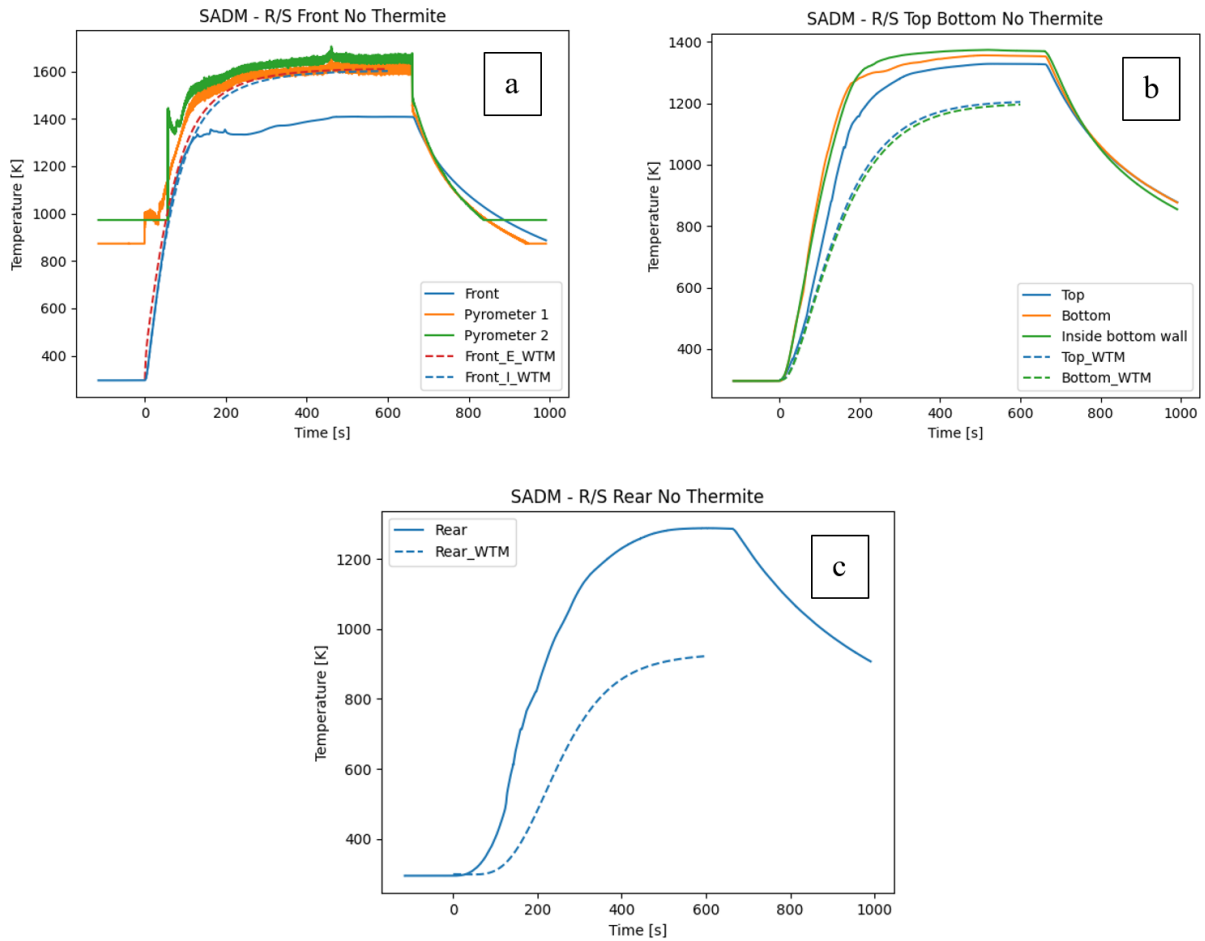 SADM - R/S Front No Thermite
a
1600
1400
1200
1000
800
600
400
Temperature [K]
0
200
400
600
800
1000
Time [s]
Front
Pyrometer 1
Pyrometer 2
Front_E_WTM
Front_I_WTM
SADM - R/S Top Bottom No Thermite
b
1400
1200
1000
800
600
400
Temperature [K]
0
200
400
600
800
1000
Time [s]
Top
Bottom
Inside bottom wall
Top_WTM
Bottom_WTM
SADM - R/S Rear No Thermite
Rear
Rear_WTM
c
1200
1000
800
600
400
Temperature [K]
0
200
400
600
800
1000
Time [s]